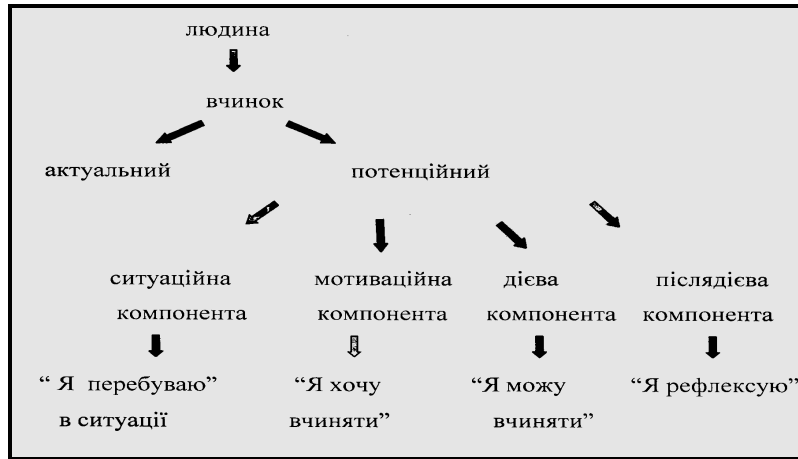 людина
вчинок
актуальний потенційний
ситуаційна мотиваційна дієва післядієва
компонента компонента компонента компонента
“ Я перебуваю” “Я хочу “Я можу “Я рефлексую”
в ситуації вчиняти” вчиняти”